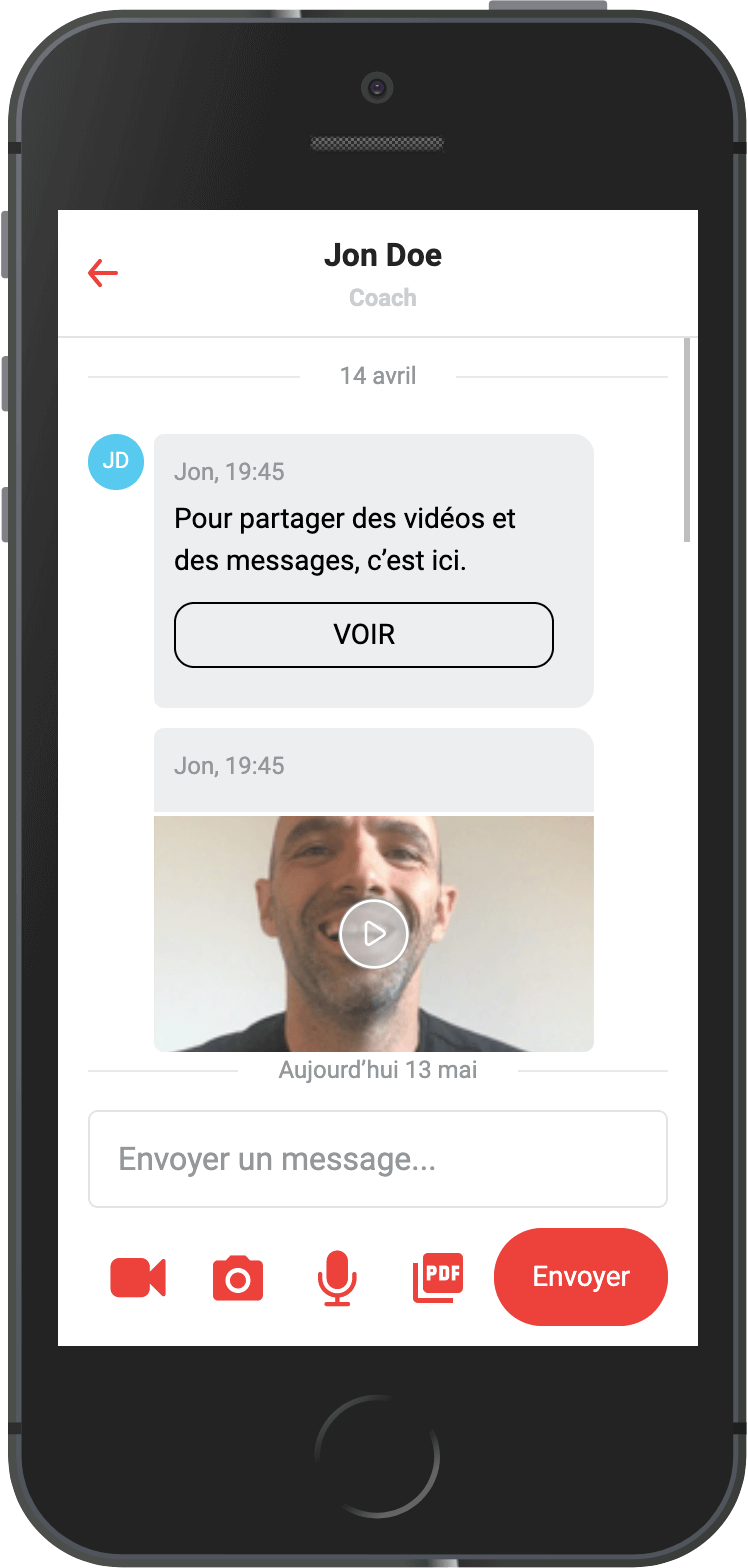 Jon Doe
Coach
14 avril
JD
Jon, 19:45
Pour partager des vidéos et
des messages, c’est ici.
VOIR
Jon, 19:45
Aujourd’hui 13 mai
Envoyer un message...
PDF
Envoyer